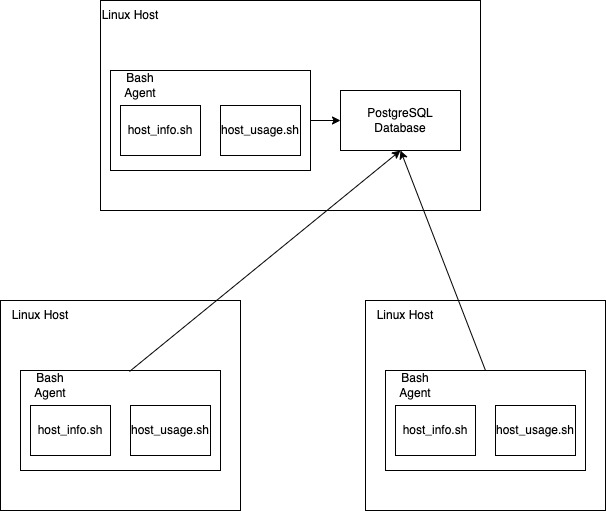 Linux Host
Bash
Agent
host_info.sh
host_usage.sh
PostgreSQL
Database
Linux Host
Bash
Agent
host_info.sh
host_usage.sh
Linux Host
Bash
Agent
host_info.sh
host_usage.sh